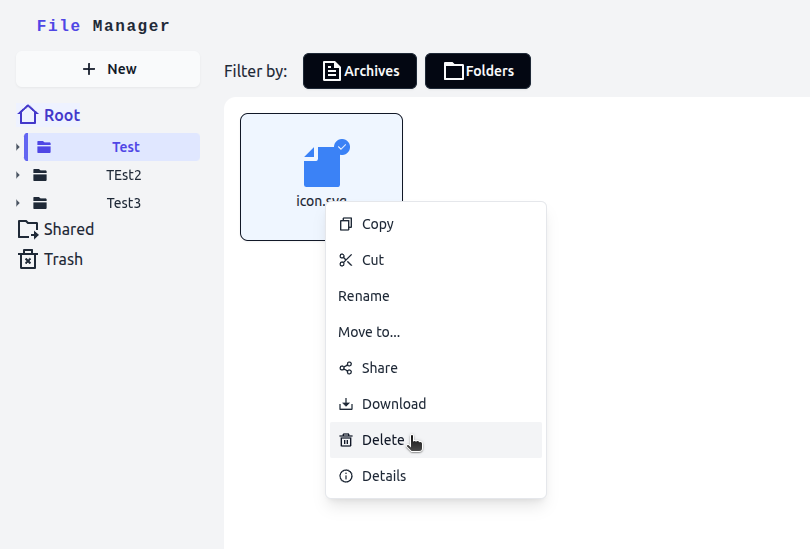 File Manager
New
Filter by:
Archives
Folders
Root
Test
TEst2
Test3
Shared
Trash
icon.svg
Copy
Cut
Rename
Move to...
Share
Download
Delete
Details